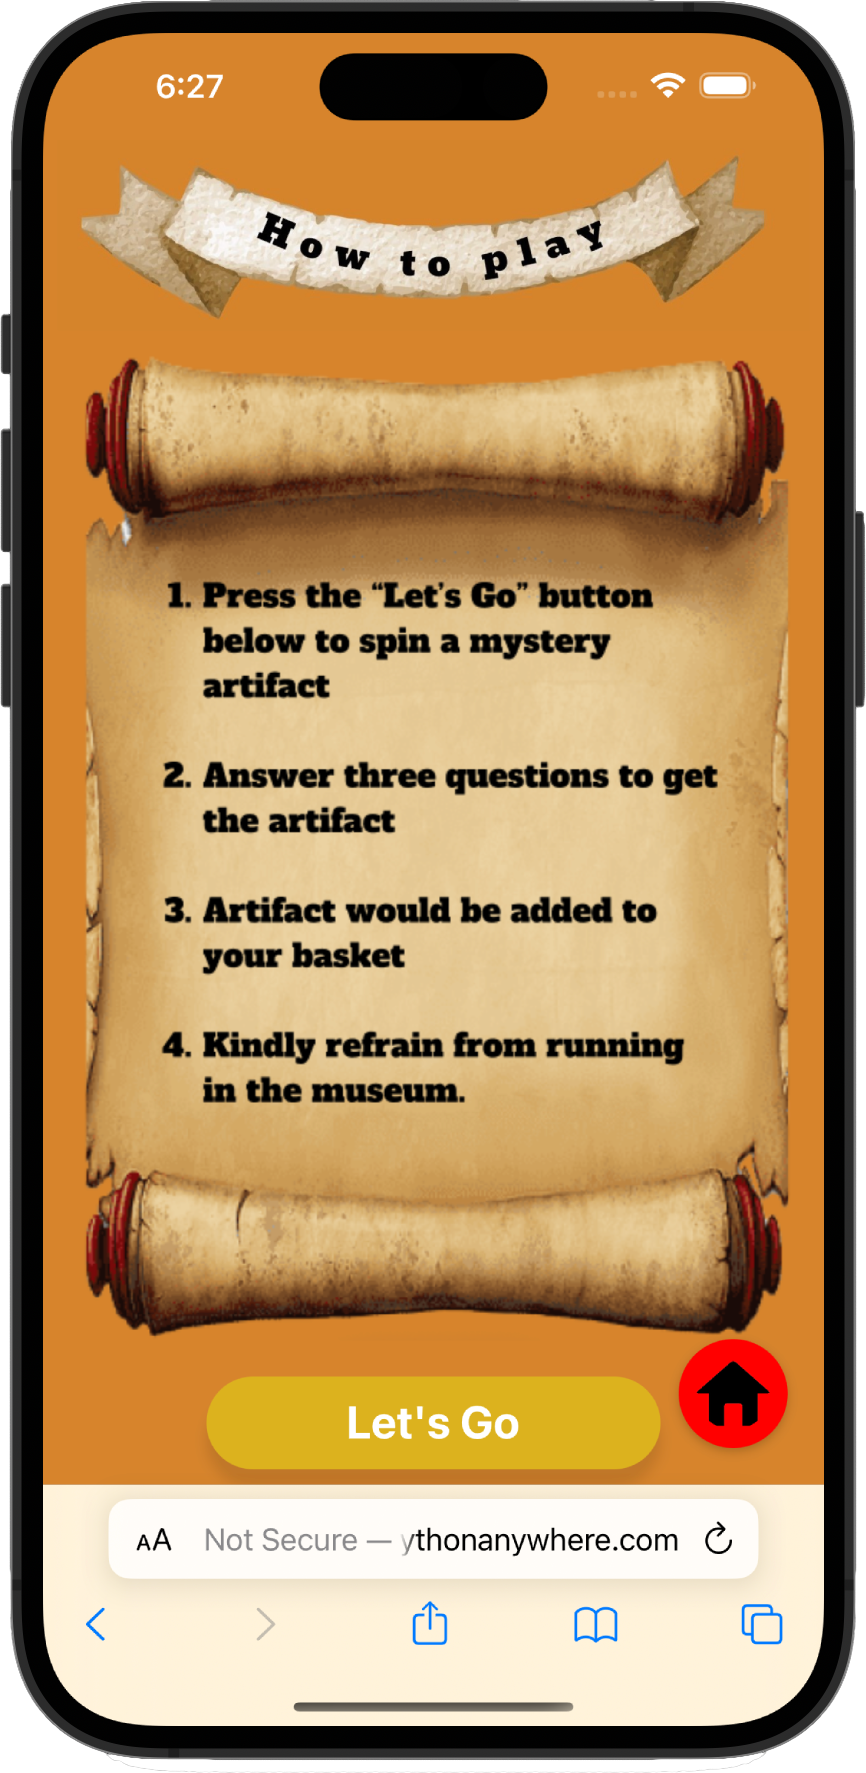 6:27
How to play
1. Press the “Let’s Go” button
below to spin a mystery
artifact
2. Answer three questions to get
the artifact
3. Artifact would be added to
your basket
4. Kindly refrain from running
in the museum.
Let's Go
AA Not Secure — ythonanywhere.com